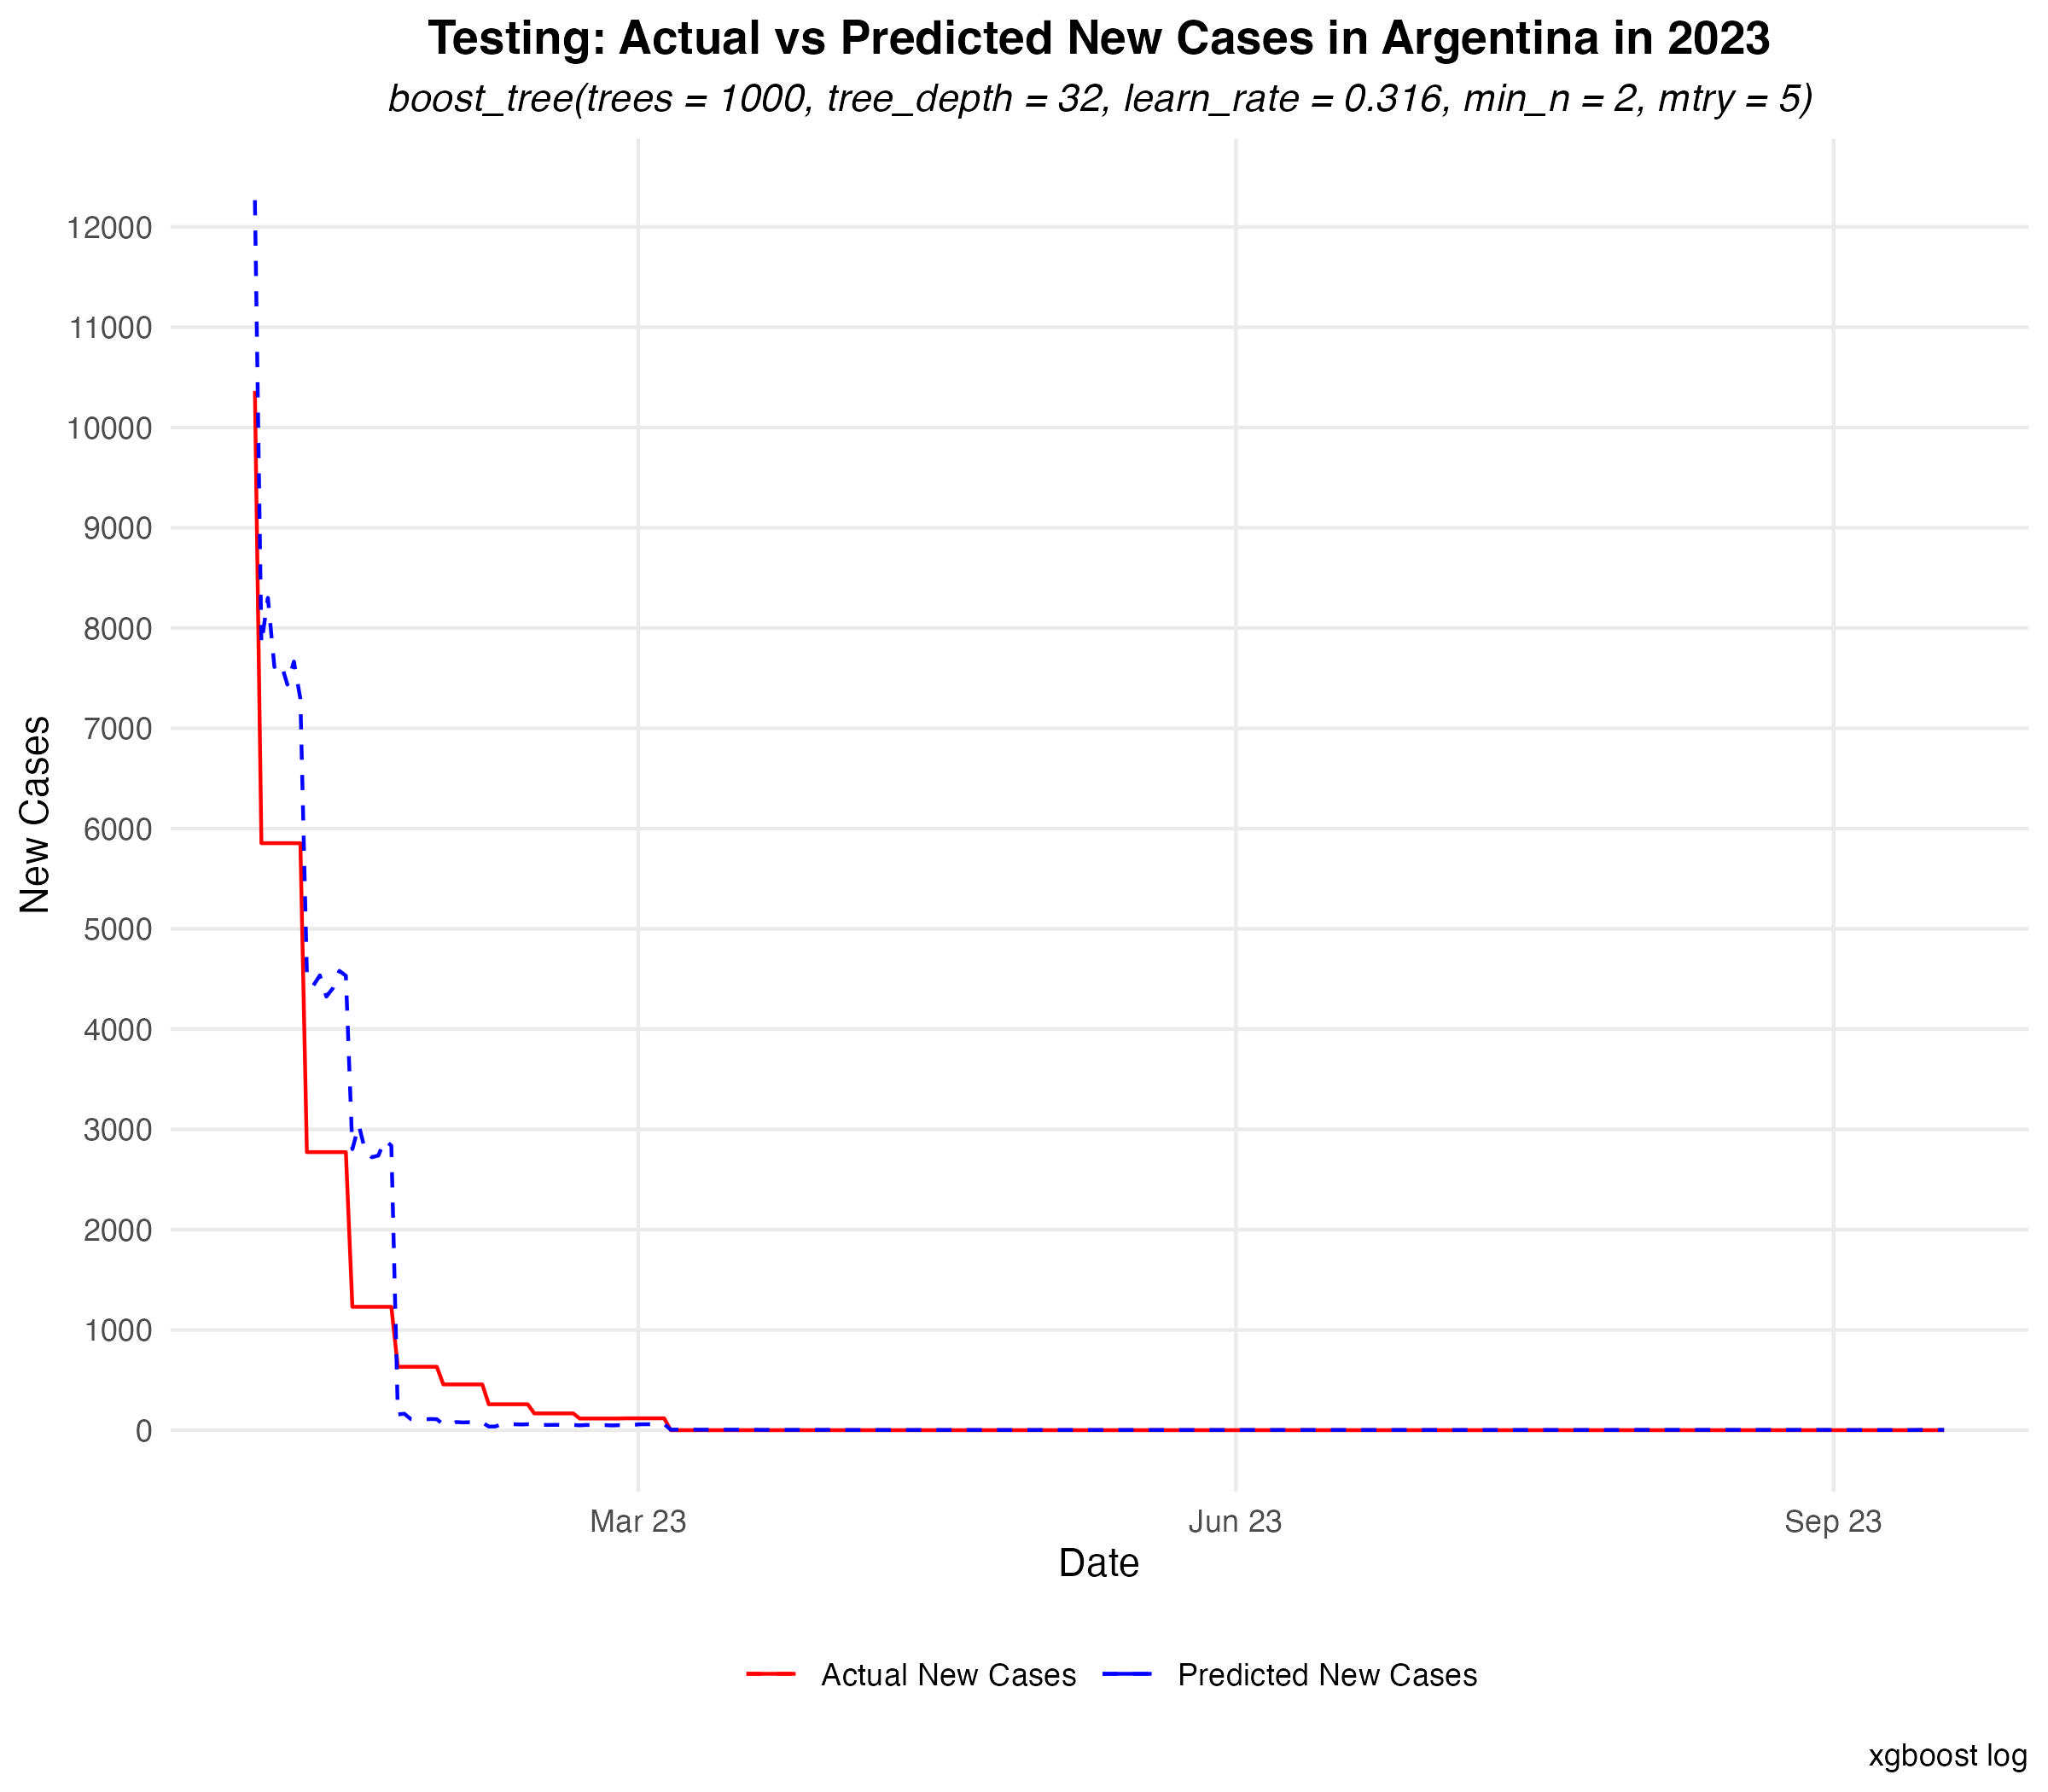 Testing: Actual vs Predicted New Cases in Argentina in 2023
boost_tree(trees = 1000, tree_depth = 32, learn_rate = 0.316, min_n = 2, mtry = 5)
12000
11000
10000
9000
8000
7000
6000
5000
4000
3000
2000
1000
0
New Cases
Mar 23 Jun 23 Sep 23
Date
Actual New Cases Predicted New Cases
xgboost log